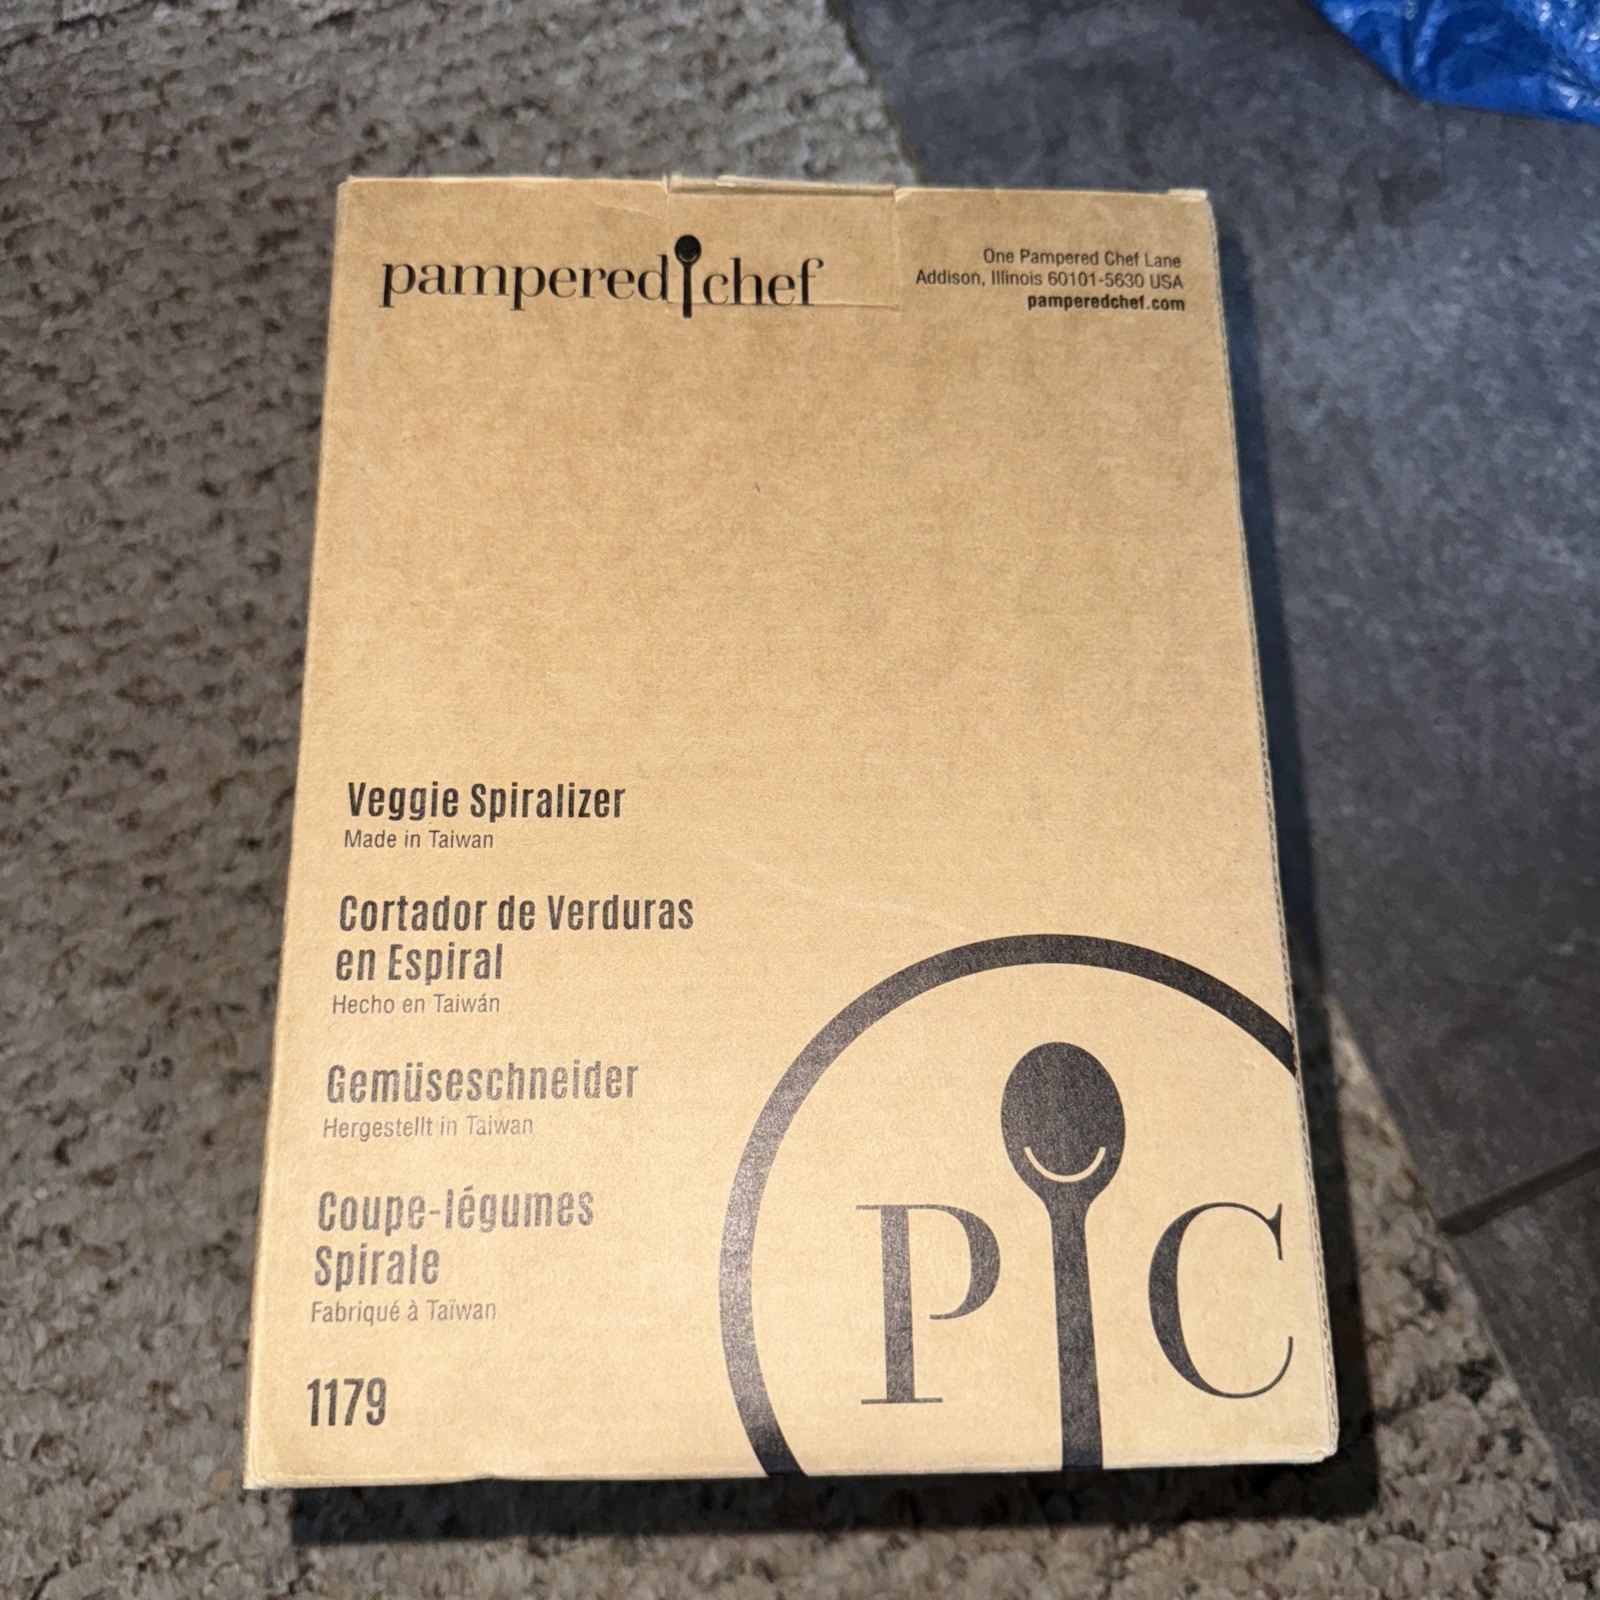 pampered chef
One Pampered Chef Lane
Addison, Illinois 60101-5630 USA
pamperedchef.com
Veggie Spiralizer
Made in Taiwan
Cortador de Verduras
en Espiral
Hecho en Taiwán
Gemüseschneider
Hergestellt in Taiwan
Coupe-légumes
Spirale
Fabriqué à Taïwan
1179
P C